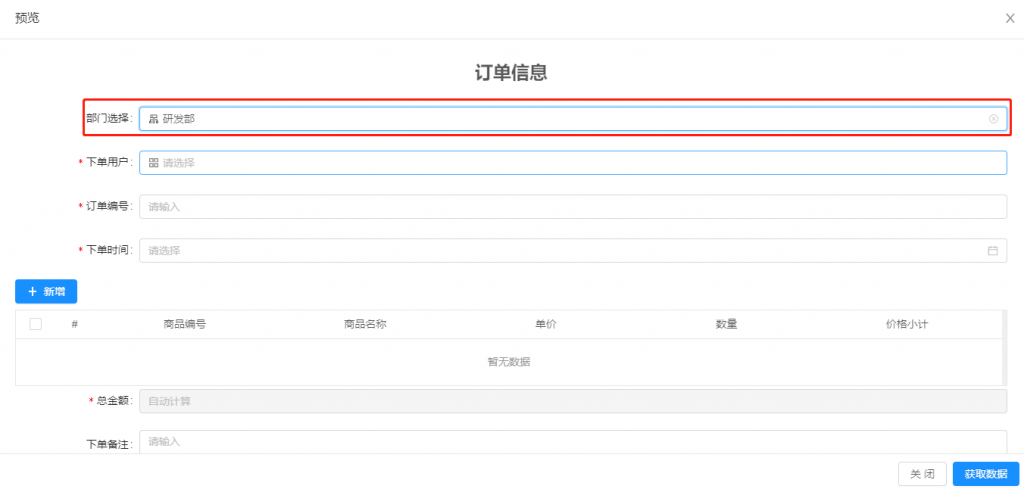 预览
订单信息
部门选择: 研发部
* 下单用户: 请选择
* 订单编号: 请输入
* 下单时间: 请选择
+ 新增
# 商品编号 商品名称 单价 数量 价格小计
暂无数据
* 总金额: 自动计算
下单备注: 请输入
关 闭 获取数据